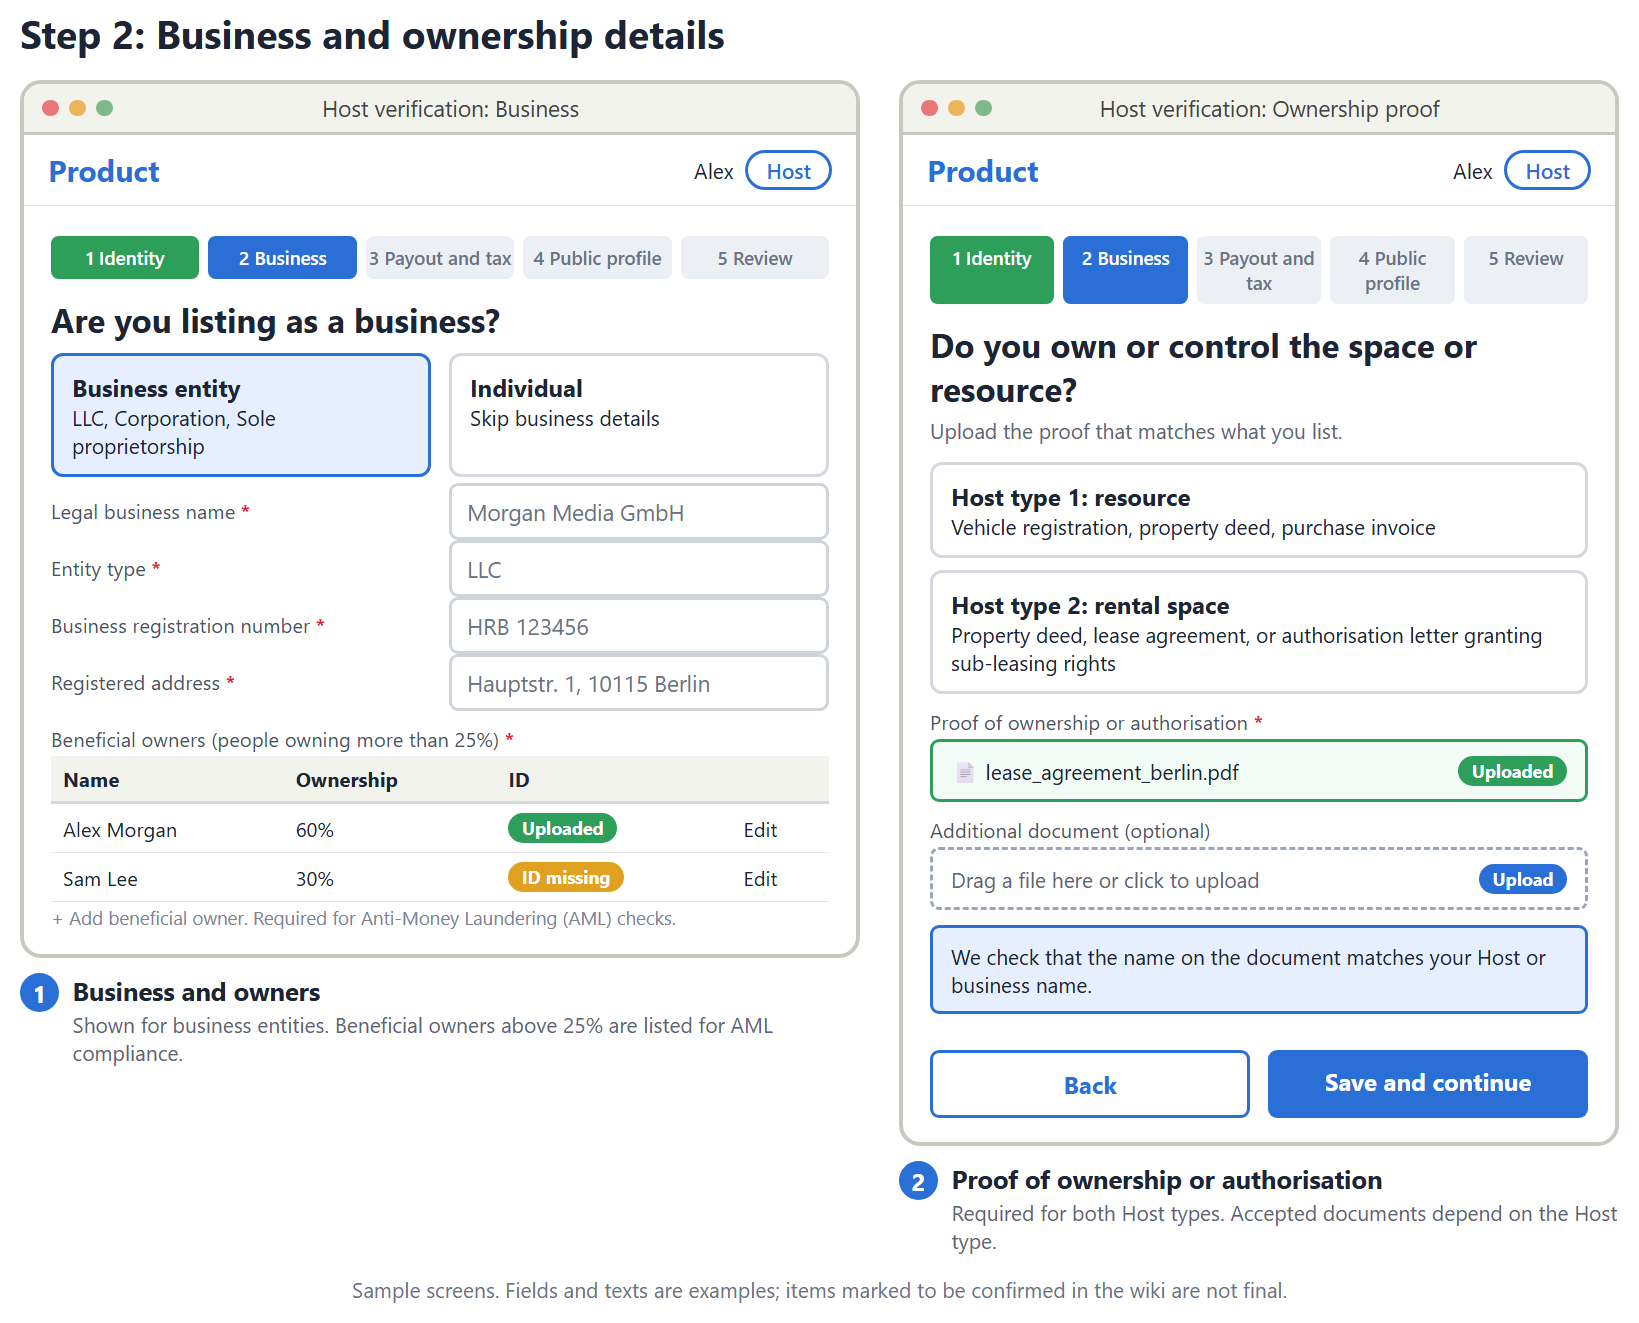 Step 2: Business and ownership details
Host verification: Business
Product
Alex Host
1 Identity 2 Business 3 Payout and tax 4 Public profile 5 Review
Are you listing as a business?
Business entity
LLC, Corporation, Sole
proprietorship
Individual
Skip business details
Legal business name * Morgan Media GmbH
Entity type * LLC
Business registration number * HRB 123456
Registered address * Hauptstr. 1, 10115 Berlin
Beneficial owners (people owning more than 25%) *
Name Ownership ID
Alex Morgan 60% Uploaded Edit
Sam Lee 30% ID missing Edit
+ Add beneficial owner. Required for Anti-Money Laundering (AML) checks.
1 Business and owners
Shown for business entities. Beneficial owners above 25% are listed for AML
compliance.
Host verification: Ownership proof
Product
Alex Host
1 Identity 2 Business 3 Payout and
tax 4 Public
profile 5 Review
Do you own or control the space or
resource?
Upload the proof that matches what you list.
Host type 1: resource
Vehicle registration, property deed, purchase invoice
Host type 2: rental space
Property deed, lease agreement, or authorisation letter granting
sub-leasing rights
Proof of ownership or authorisation *
lease_agreement_berlin.pdf Uploaded
Additional document (optional)
Drag a file here or click to upload Upload
We check that the name on the document matches your Host or
business name.
Back Save and continue
2 Proof of ownership or authorisation
Required for both Host types. Accepted documents depend on the Host
type.
Sample screens. Fields and texts are examples; items marked to be confirmed in the wiki are not final.